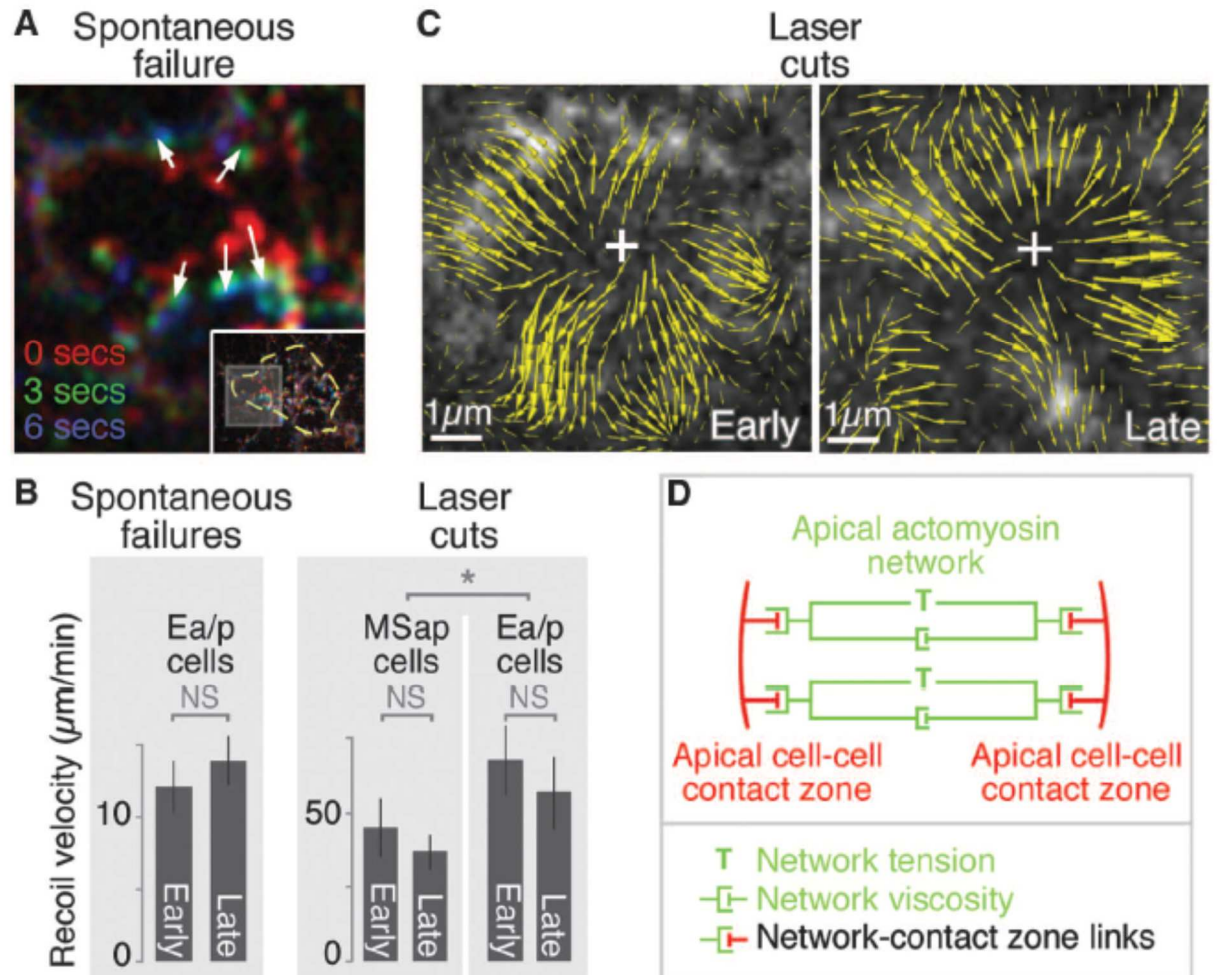 A
Spontaneous
failure
0 secs
3 secs
6 secs
C
Laser
cuts
1μm
Early
1μm
Late
B
Spontaneous
failures
Laser
cuts
Recoil velocity (μm/min)
Ea/p
cells
NS
10
0
Early
Late
*
MSap
cells
NS
Ea/p
cells
NS
50
0
Early
Late
Early
Late
D
Apical actomyosin
network
T
T
Apical cell-cell
contact zone
Apical cell-cell
contact zone
T Network tension
Network viscosity
Network-contact zone links